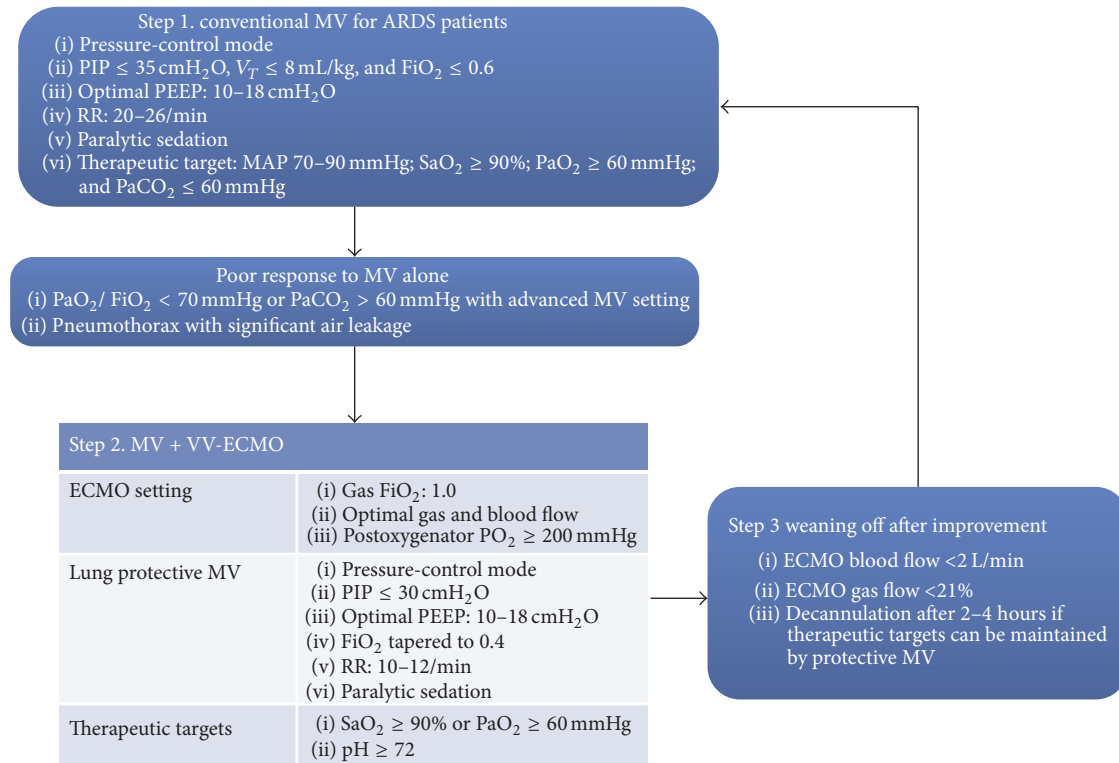 Step 1. conventional MV for ARDS patients
(i) Pressure-control mode
(ii) PIP ≤ 35 cmH₂O, V_T ≤ 8 mL/kg, and FiO₂ ≤ 0.6
(iii) Optimal PEEP: 10–18 cmH₂O
(iv) RR: 20–26/min
(v) Paralytic sedation
(vi) Therapeutic target: MAP 70–90 mmHg; SaO₂ ≥ 90%; PaO₂ ≥ 60 mmHg;
and PaCO₂ ≤ 60 mmHg
Poor response to MV alone
(i) PaO₂/ FiO₂ < 70 mmHg or PaCO₂ > 60 mmHg with advanced MV setting
(ii) Pneumothorax with significant air leakage
Step 2. MV + VV-ECMO
ECMO setting
(i) Gas FiO₂: 1.0
(ii) Optimal gas and blood flow
(iii) Postoxygenator PO₂ ≥ 200 mmHg
Lung protective MV
(i) Pressure-control mode
(ii) PIP ≤ 30 cmH₂O
(iii) Optimal PEEP: 10–18 cmH₂O
(iv) FiO₂ tapered to 0.4
(v) RR: 10–12/min
(vi) Paralytic sedation
Therapeutic targets
(i) SaO₂ ≥ 90% or PaO₂ ≥ 60 mmHg
(ii) pH ≥ 72
Step 3 weaning off after improvement
(i) ECMO blood flow <2 L/min
(ii) ECMO gas flow <21%
(iii) Decannulation after 2–4 hours if
therapeutic targets can be maintained
by protective MV